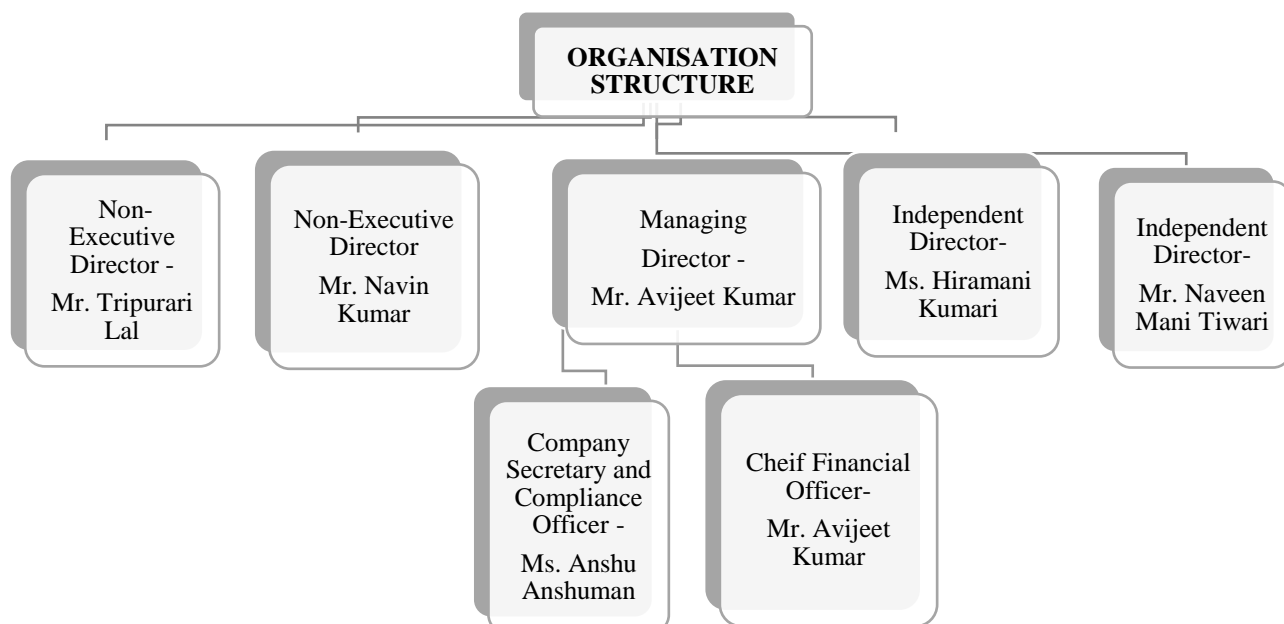 ORGANISATION
STRUCTURE
Non-
Executive
Director -
Mr. Tripurari
Lal
Non-Executive
Director
Mr. Navin
Kumar
Managing
Director -
Mr. Avijeet Kumar
Independent
Director-
Ms. Hiramani
Kumari
Independent
Director-
Mr. Naveen
Mani Tiwari
Company
Secretary and
Compliance
Officer -
Ms. Anshu
Anshuman
Cheif Financial
Officer-
Mr. Avijeet
Kumar